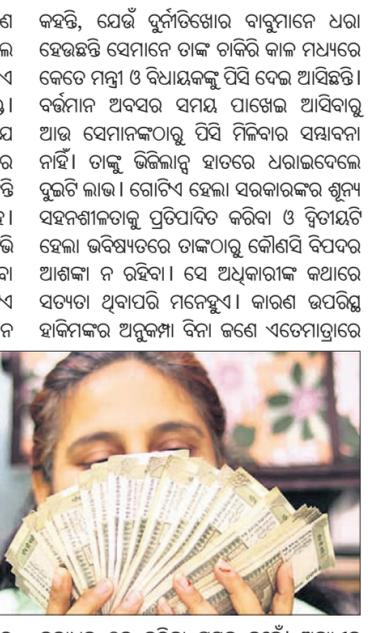 କହନ୍ତି, ଯେଉଁ ଦୁର୍ନୀତିଖୋର ବାବୁମାନେ ଧରା
ହେଉଛନ୍ତି ସେମାନେ ତାଙ୍କ ଚାକିରି କାଳ ମଧ୍ୟରେ
କେତେ ମନ୍ତ୍ରୀ ଓ ବିଧାୟକଙ୍କୁ ପିସି ଦେଇ ଆସିଛନ୍ତି।
ବର୍ତ୍ତମାନ ଅବସର ସମୟ ପାଖେଇ ଆସିବାରୁ
ଆଉ ସେମାନଙ୍କଠାରୁ ପିସି ମିଳିବାର ସମ୍ଭାବନା
ନାହିଁ। ତାଙ୍କୁ ଭିଜିଲାନ୍ସ ହାତରେ ଧରାଇଦେଲେ
ଦୁଇଟି ଲାଭ। ଗୋଟିଏ ହେଲା ସରକାରଙ୍କର ଶୂନ୍ୟ
ସହନଶୀଳତାକୁ ପ୍ରତିପାଦିତ କରିବା ଓ ଦ୍ବିତୀୟଟି
ହେଲା ଭବିଷ୍ୟତରେ ତାଙ୍କଠାରୁ କୌଣସି ବିପଦର
ଆଶଙ୍କା ନ ରହିବା। ସେ ଅଧିକାରୀଙ୍କ କଥାରେ
ସତ୍ୟତା ଥିବାପରି ମନେହୁଏ। କାରଣ ଉପରିସ୍ଥ
ହାକିମଙ୍କର ଅନୁକମ୍ପା ବିନା ଜଣେ ଏତେମାତ୍ରାରେ